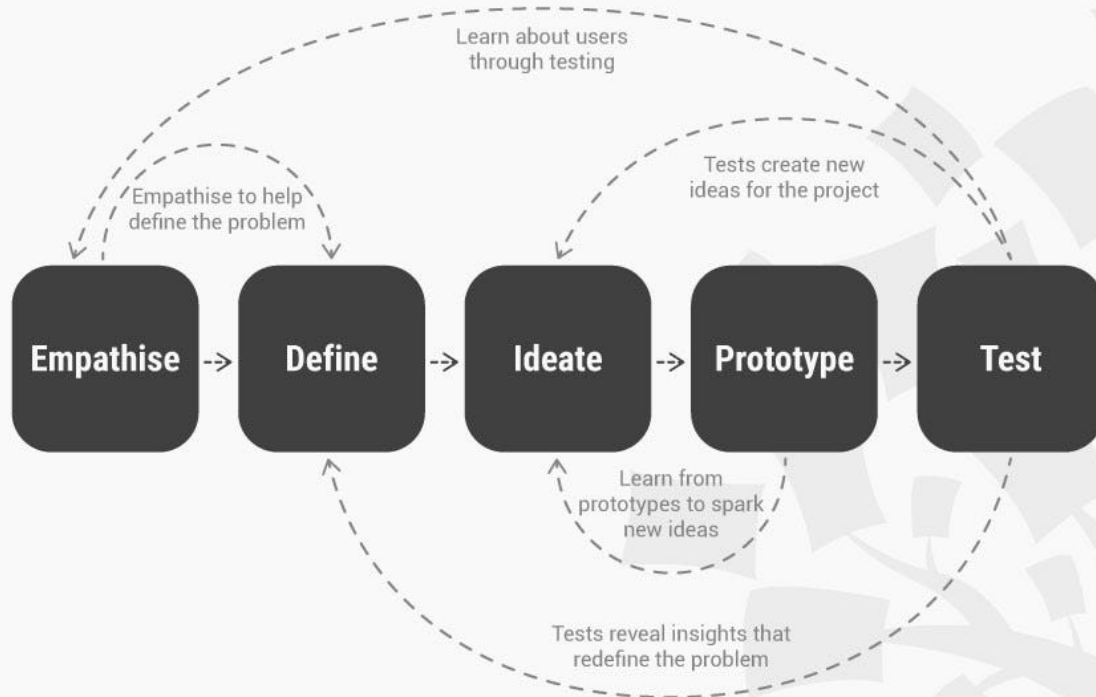 Learn about users
through testing
Tests create new
ideas for the project
Empathise to help
define the problem
Empathise
Define
Ideate
Prototype
Test
Learn from
prototypes to spark
new ideas
Tests reveal insights that
redefine the problem